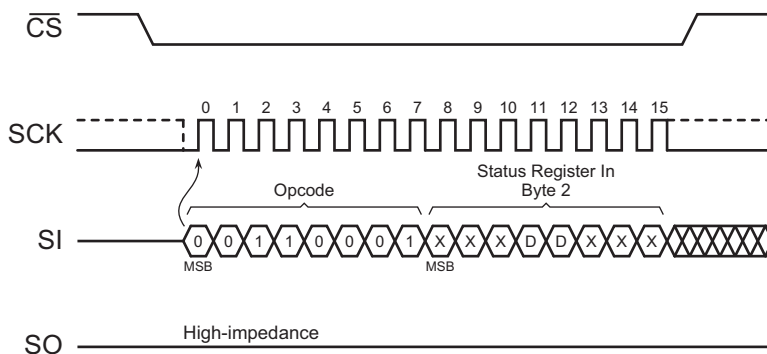 CS
0 1 2 3 4 5 6 7 8 9 10 11 12 13 14 15
SCK
Status Register In
Opcode Byte 2
SI 0 0 1 1 0 0 0 1 X X X D D X X X
MSB MSB
High-impedance
SO